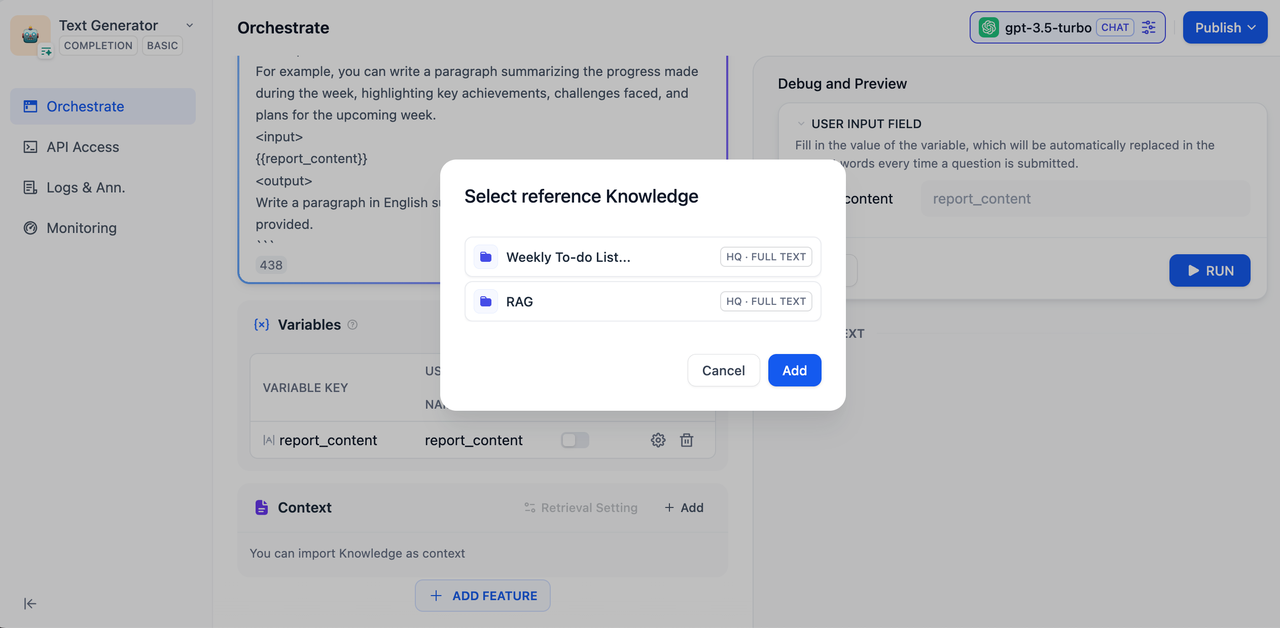 Text Generator
COMPLETION
BASIC
Orchestrate
API Access
Logs & Ann.
Monitoring
Orchestrate
gpt-3.5-turbo
CHAT
Publish
For example, you can write a paragraph summarizing the progress made
during the week, highlighting key achievements, challenges faced, and
plans for the upcoming week.
<input>
{{report_content}}
<output>
Write a paragraph in English su
provided.
```
438
Variables
VARIABLE KEY
US
NA
report_content
report_content
Context
Retrieval Setting
+ Add
You can import Knowledge as context
+ ADD FEATURE
Select reference Knowledge
Weekly To-do List...
HQ · FULL TEXT
RAG
HQ · FULL TEXT
Cancel
Add
Debug and Preview
USER INPUT FIELD
Fill in the value of the variable, which will be automatically replaced in the
words every time a question is submitted.
content
report_content
RUN
EXT